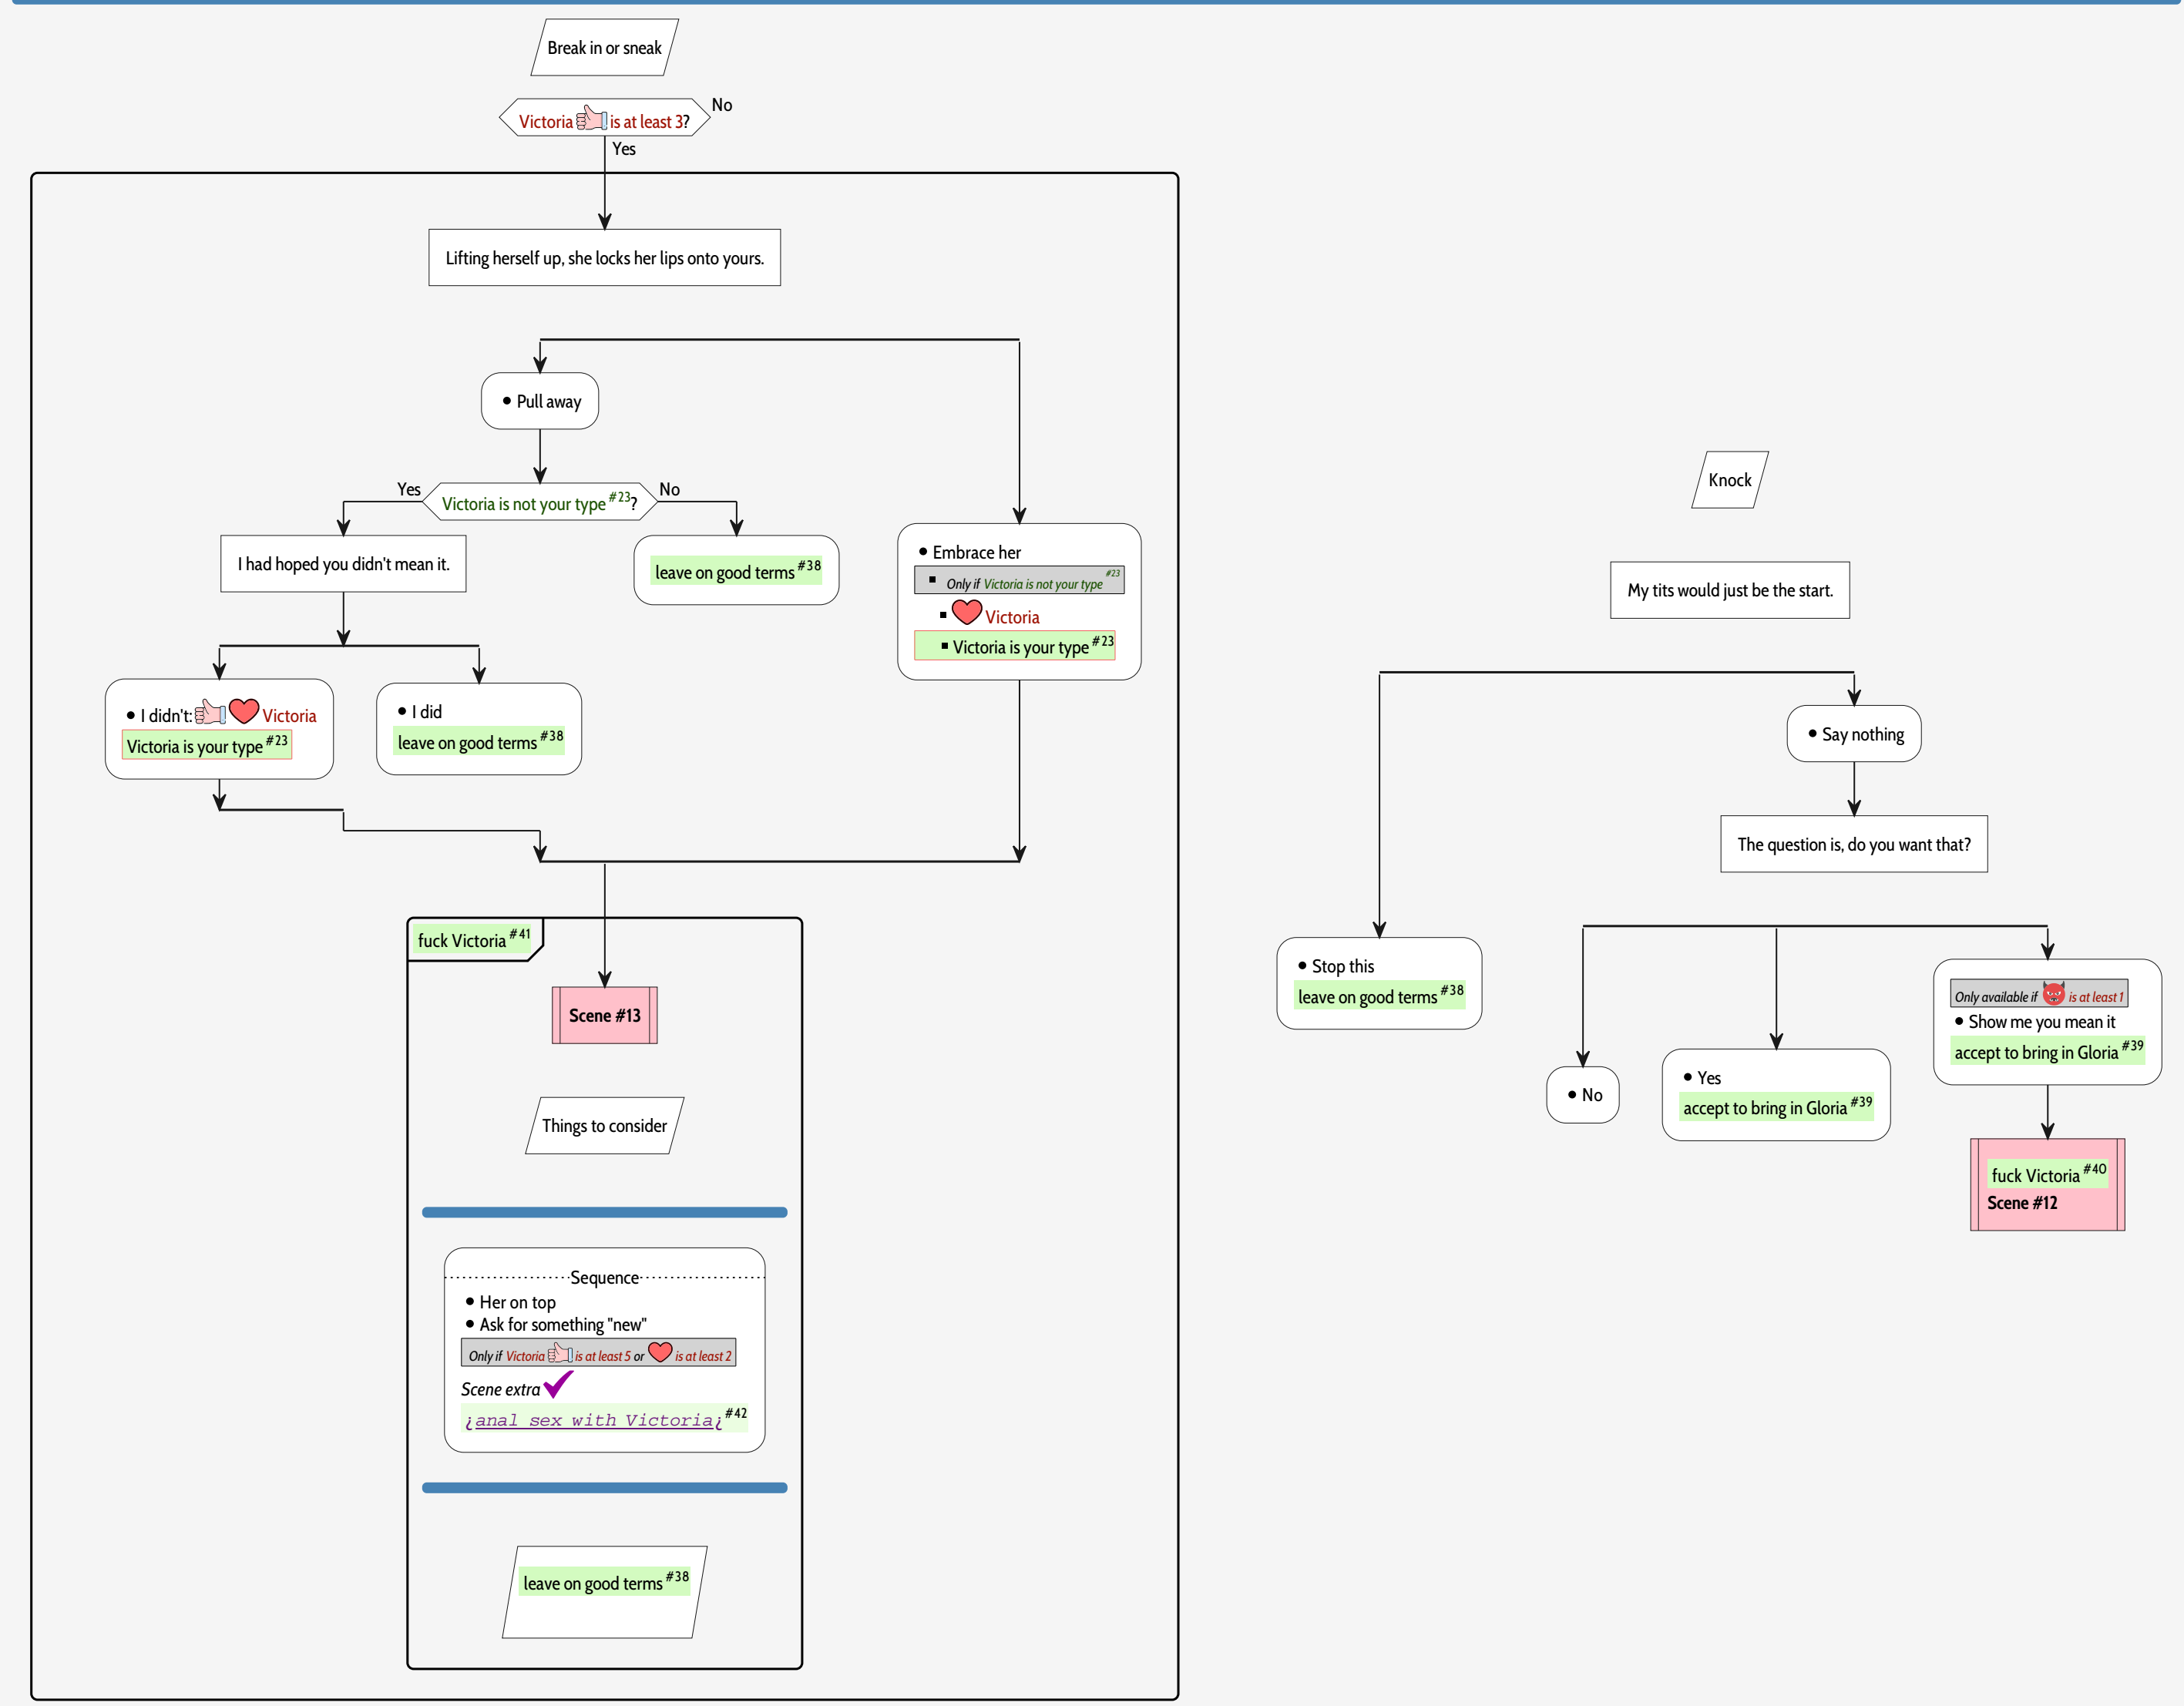 Break in or sneak
Victoria is at least 3?
No
Yes
Lifting herself up, she locks her lips onto yours.
Pull away
Yes
Victoria is not your type #23?
No
I had hoped you didn't mean it.
leave on good terms #38
Embrace her
Only if Victoria is not your type #23
Victoria
Victoria is your type #23
I didn't: Victoria
Victoria is your type #23
I did
leave on good terms #38
fuck Victoria #41
Scene #13
Things to consider
Sequence
Her on top
Ask for something "new"
Only if Victoria is at least 5 or is at least 2
Scene extra
¿anal sex with Victoria¿ #42
leave on good terms #38
Knock
My tits would just be the start.
Say nothing
The question is, do you want that?
Stop this
leave on good terms #38
No
Yes
accept to bring in Gloria #39
Only available if is at least 1
Show me you mean it
accept to bring in Gloria #39
fuck Victoria #40
Scene #12